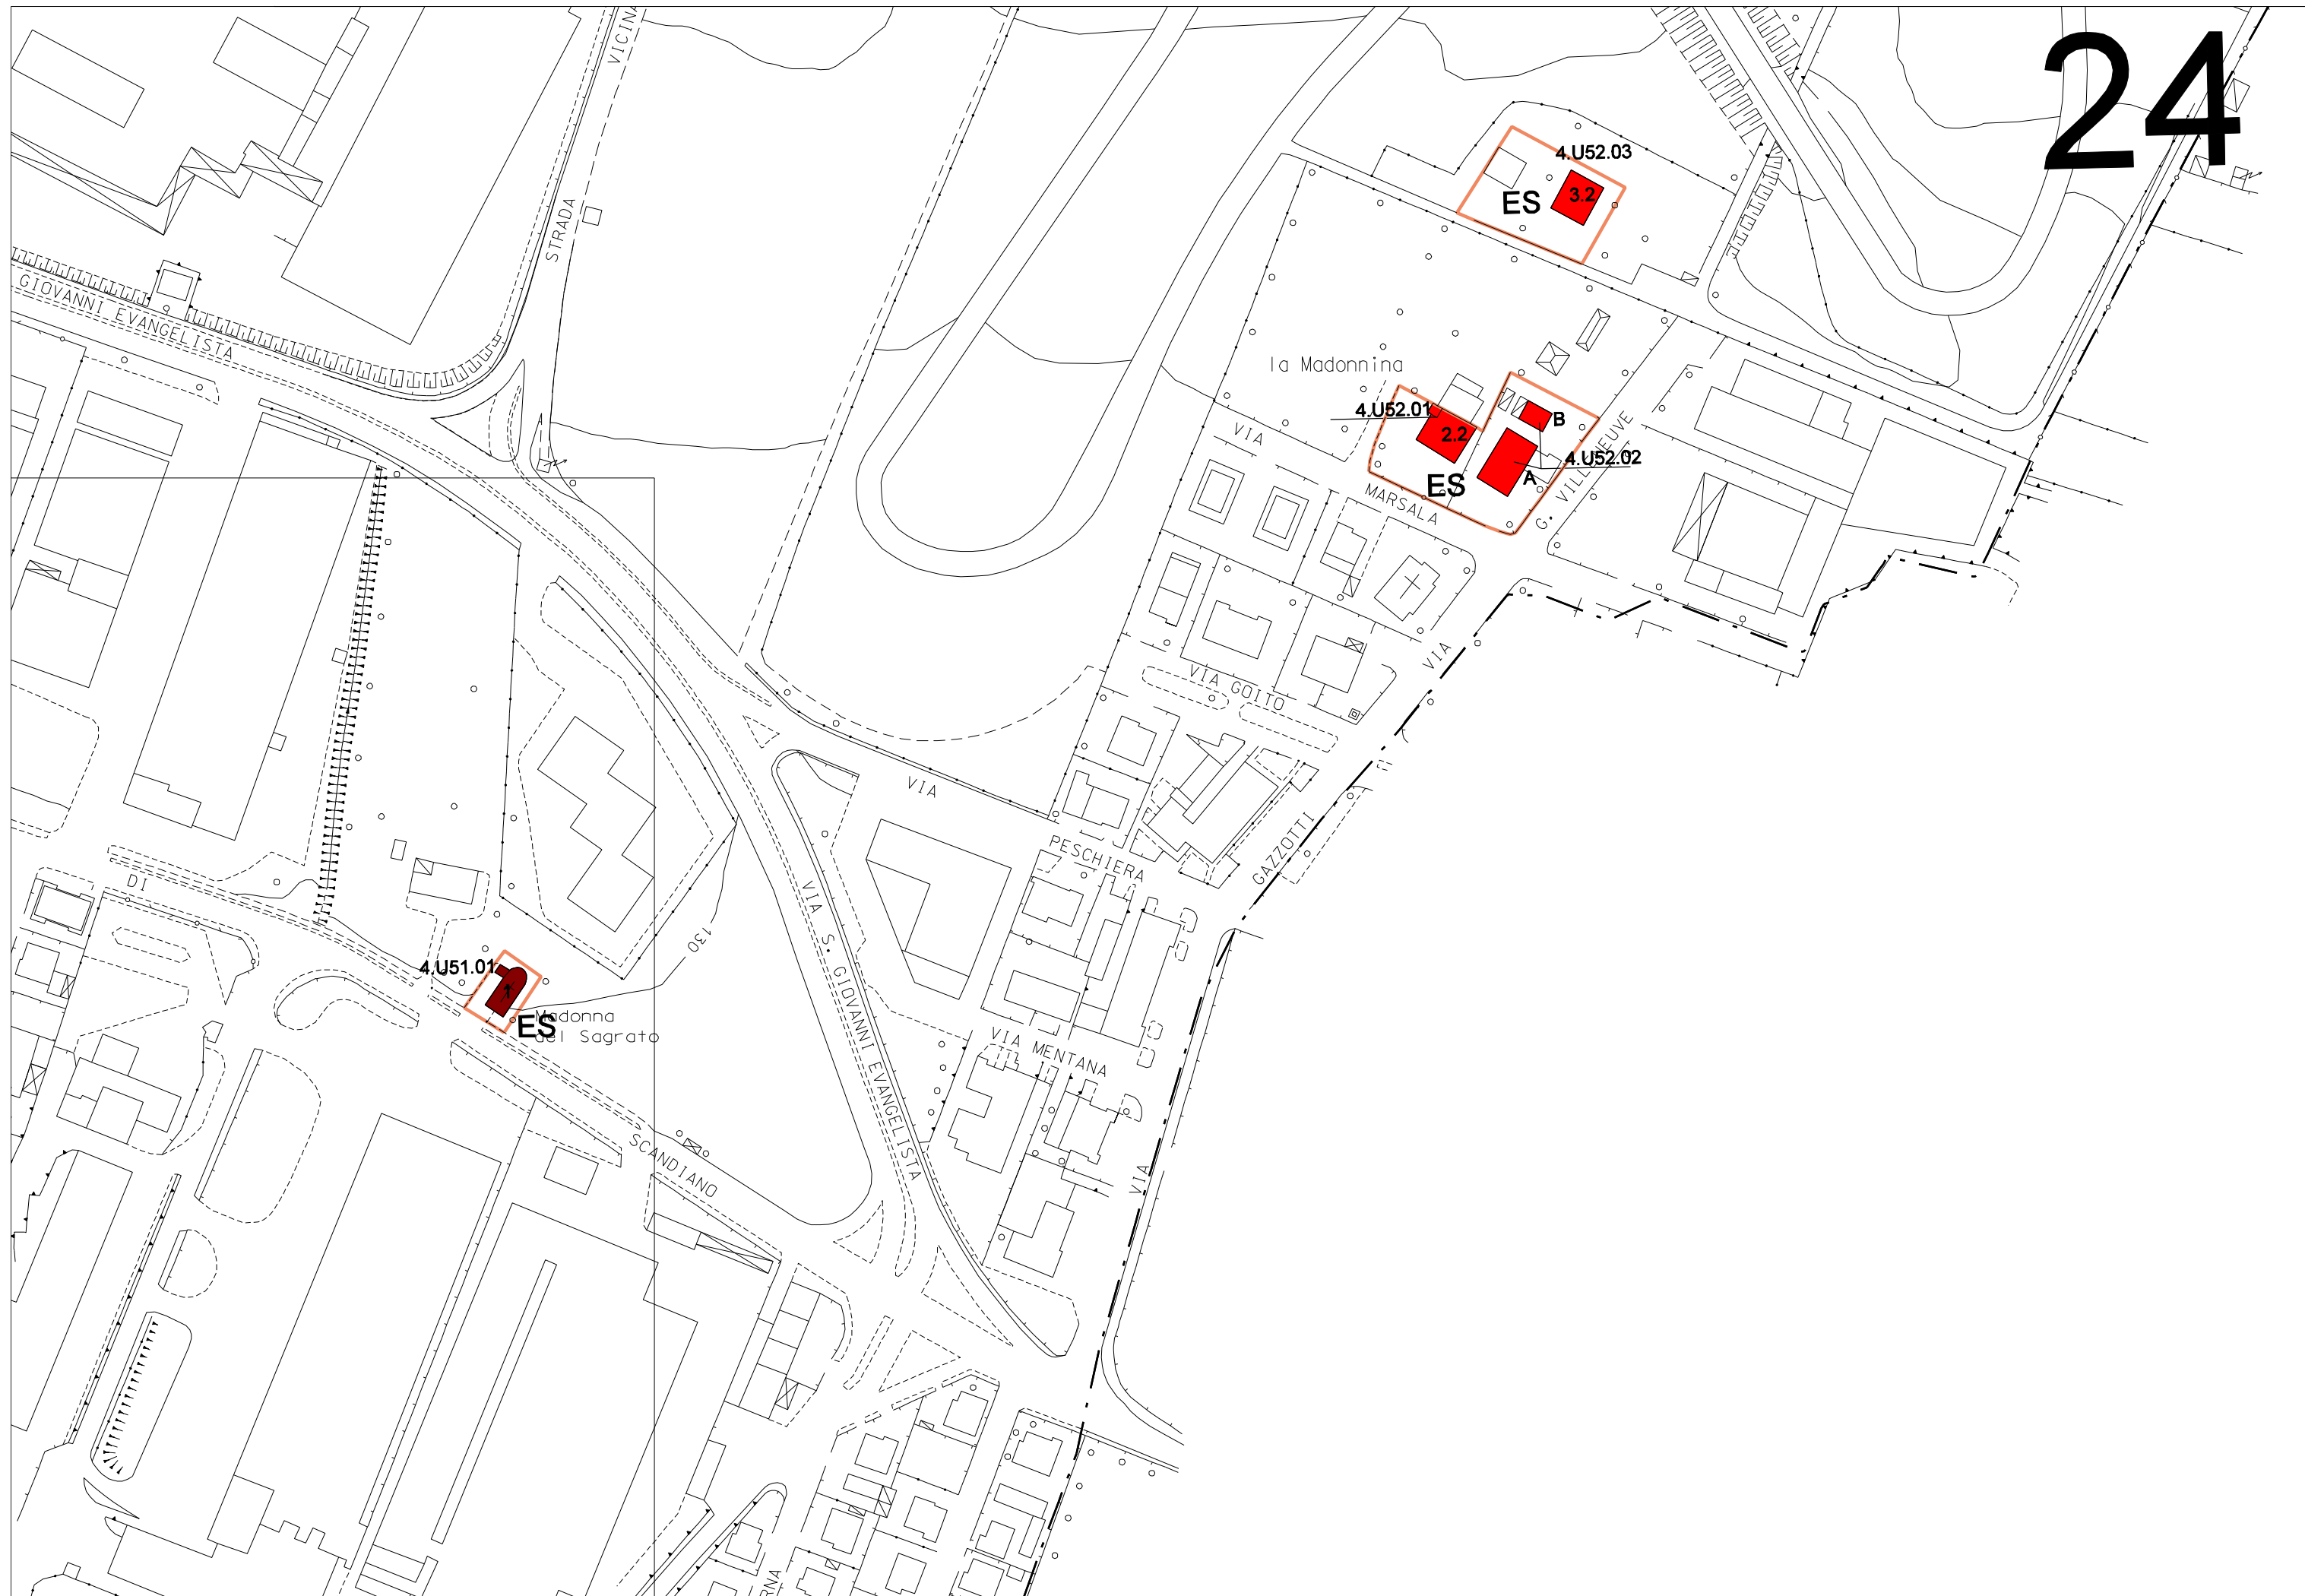 24
VICINA
STRADA
GIOVANNI EVANGELISTA
4.U52.03
3.2
ES
la Madonnina
4.U52.01
2.2
B
4.U52.02
A
ES
VIA
MARSALA
G. VILLENEUVE
VIA GOITO
VIA
VIA
PESCHIERA
GAZZOTTI
DI
VIA S. GIOVANNI EVANGELISTA
130
4.U51.01
1
ES
Madonna
del Sagrato
VIA MENTANA
SCANDIANO
VIA
RNA